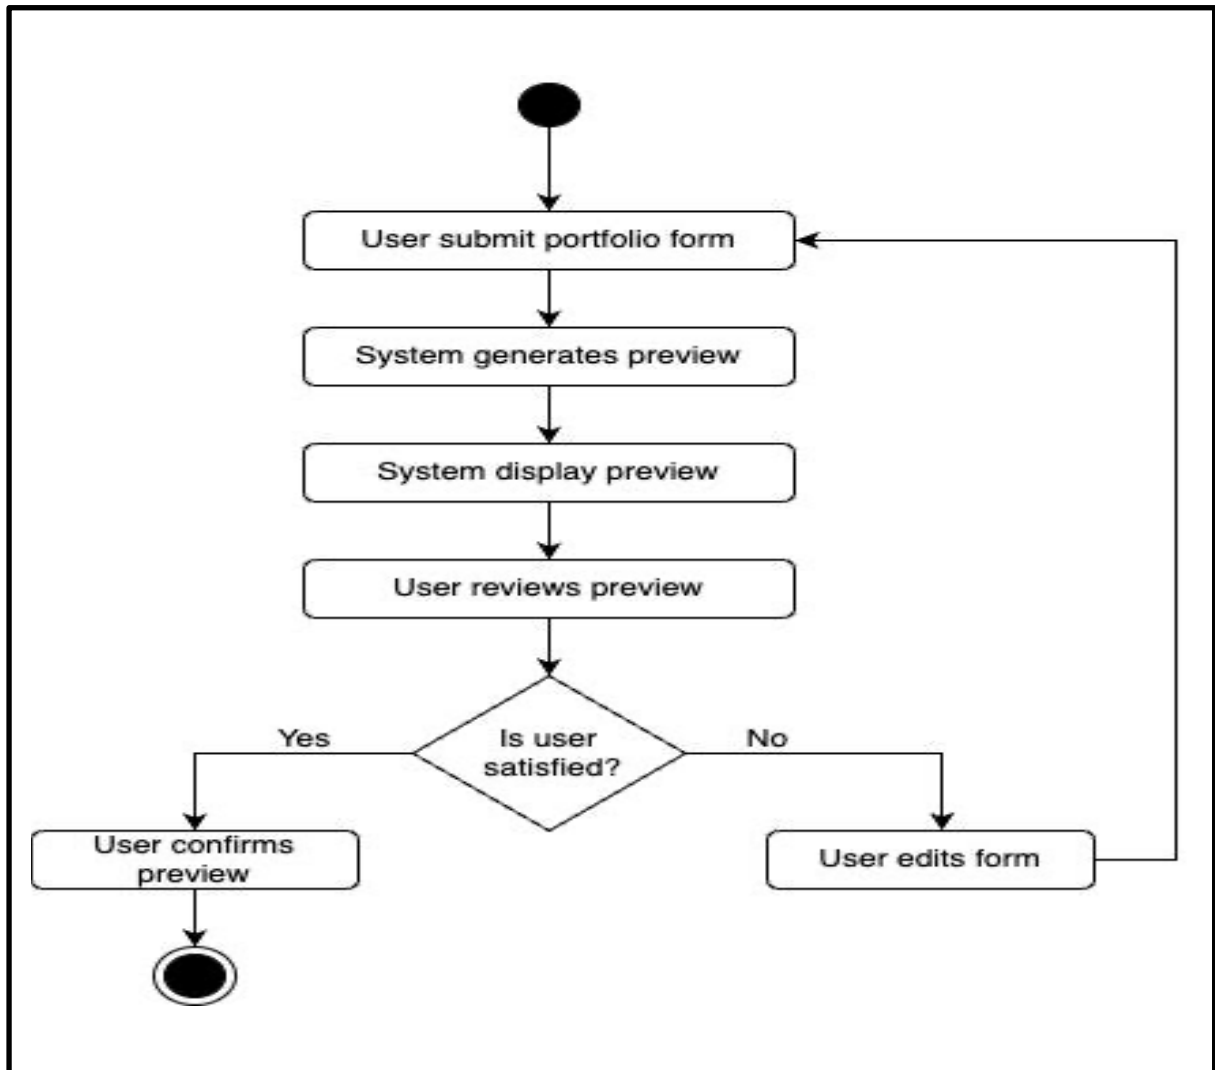 User submit portfolio form
System generates preview
System display preview
User reviews preview
Is user
satisfied?
Yes
No
User confirms
preview
User edits form